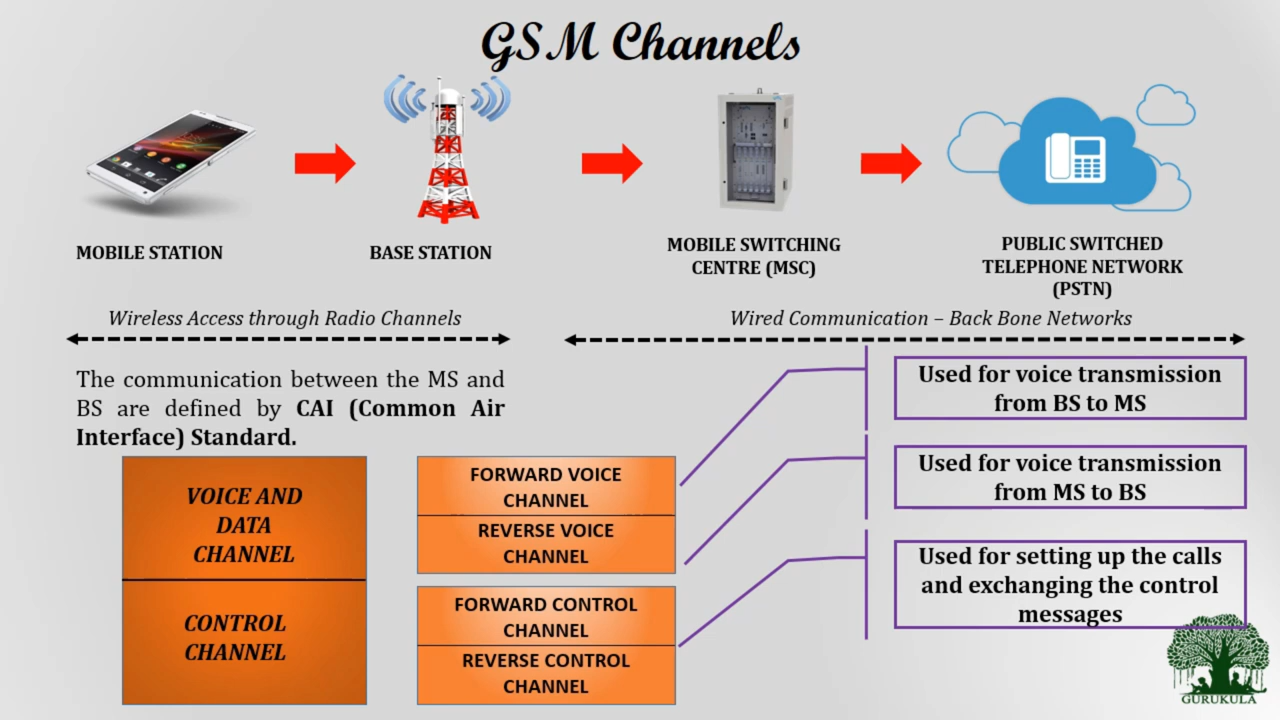 GSM Channels
MOBILE STATION
BASE STATION
MOBILE SWITCHING
CENTRE (MSC)
PUBLIC SWITCHED
TELEPHONE NETWORK
(PSTN)
Wireless Access through Radio Channels
Wired Communication – Back Bone Networks
The communication between the MS and
BS are defined by CAI (Common Air
Interface) Standard.
VOICE AND
DATA
CHANNEL
CONTROL
CHANNEL
FORWARD VOICE
CHANNEL
REVERSE VOICE
CHANNEL
FORWARD CONTROL
CHANNEL
REVERSE CONTROL
CHANNEL
Used for voice transmission
from BS to MS
Used for voice transmission
from MS to BS
Used for setting up the calls
and exchanging the control
messages
GURUKULA